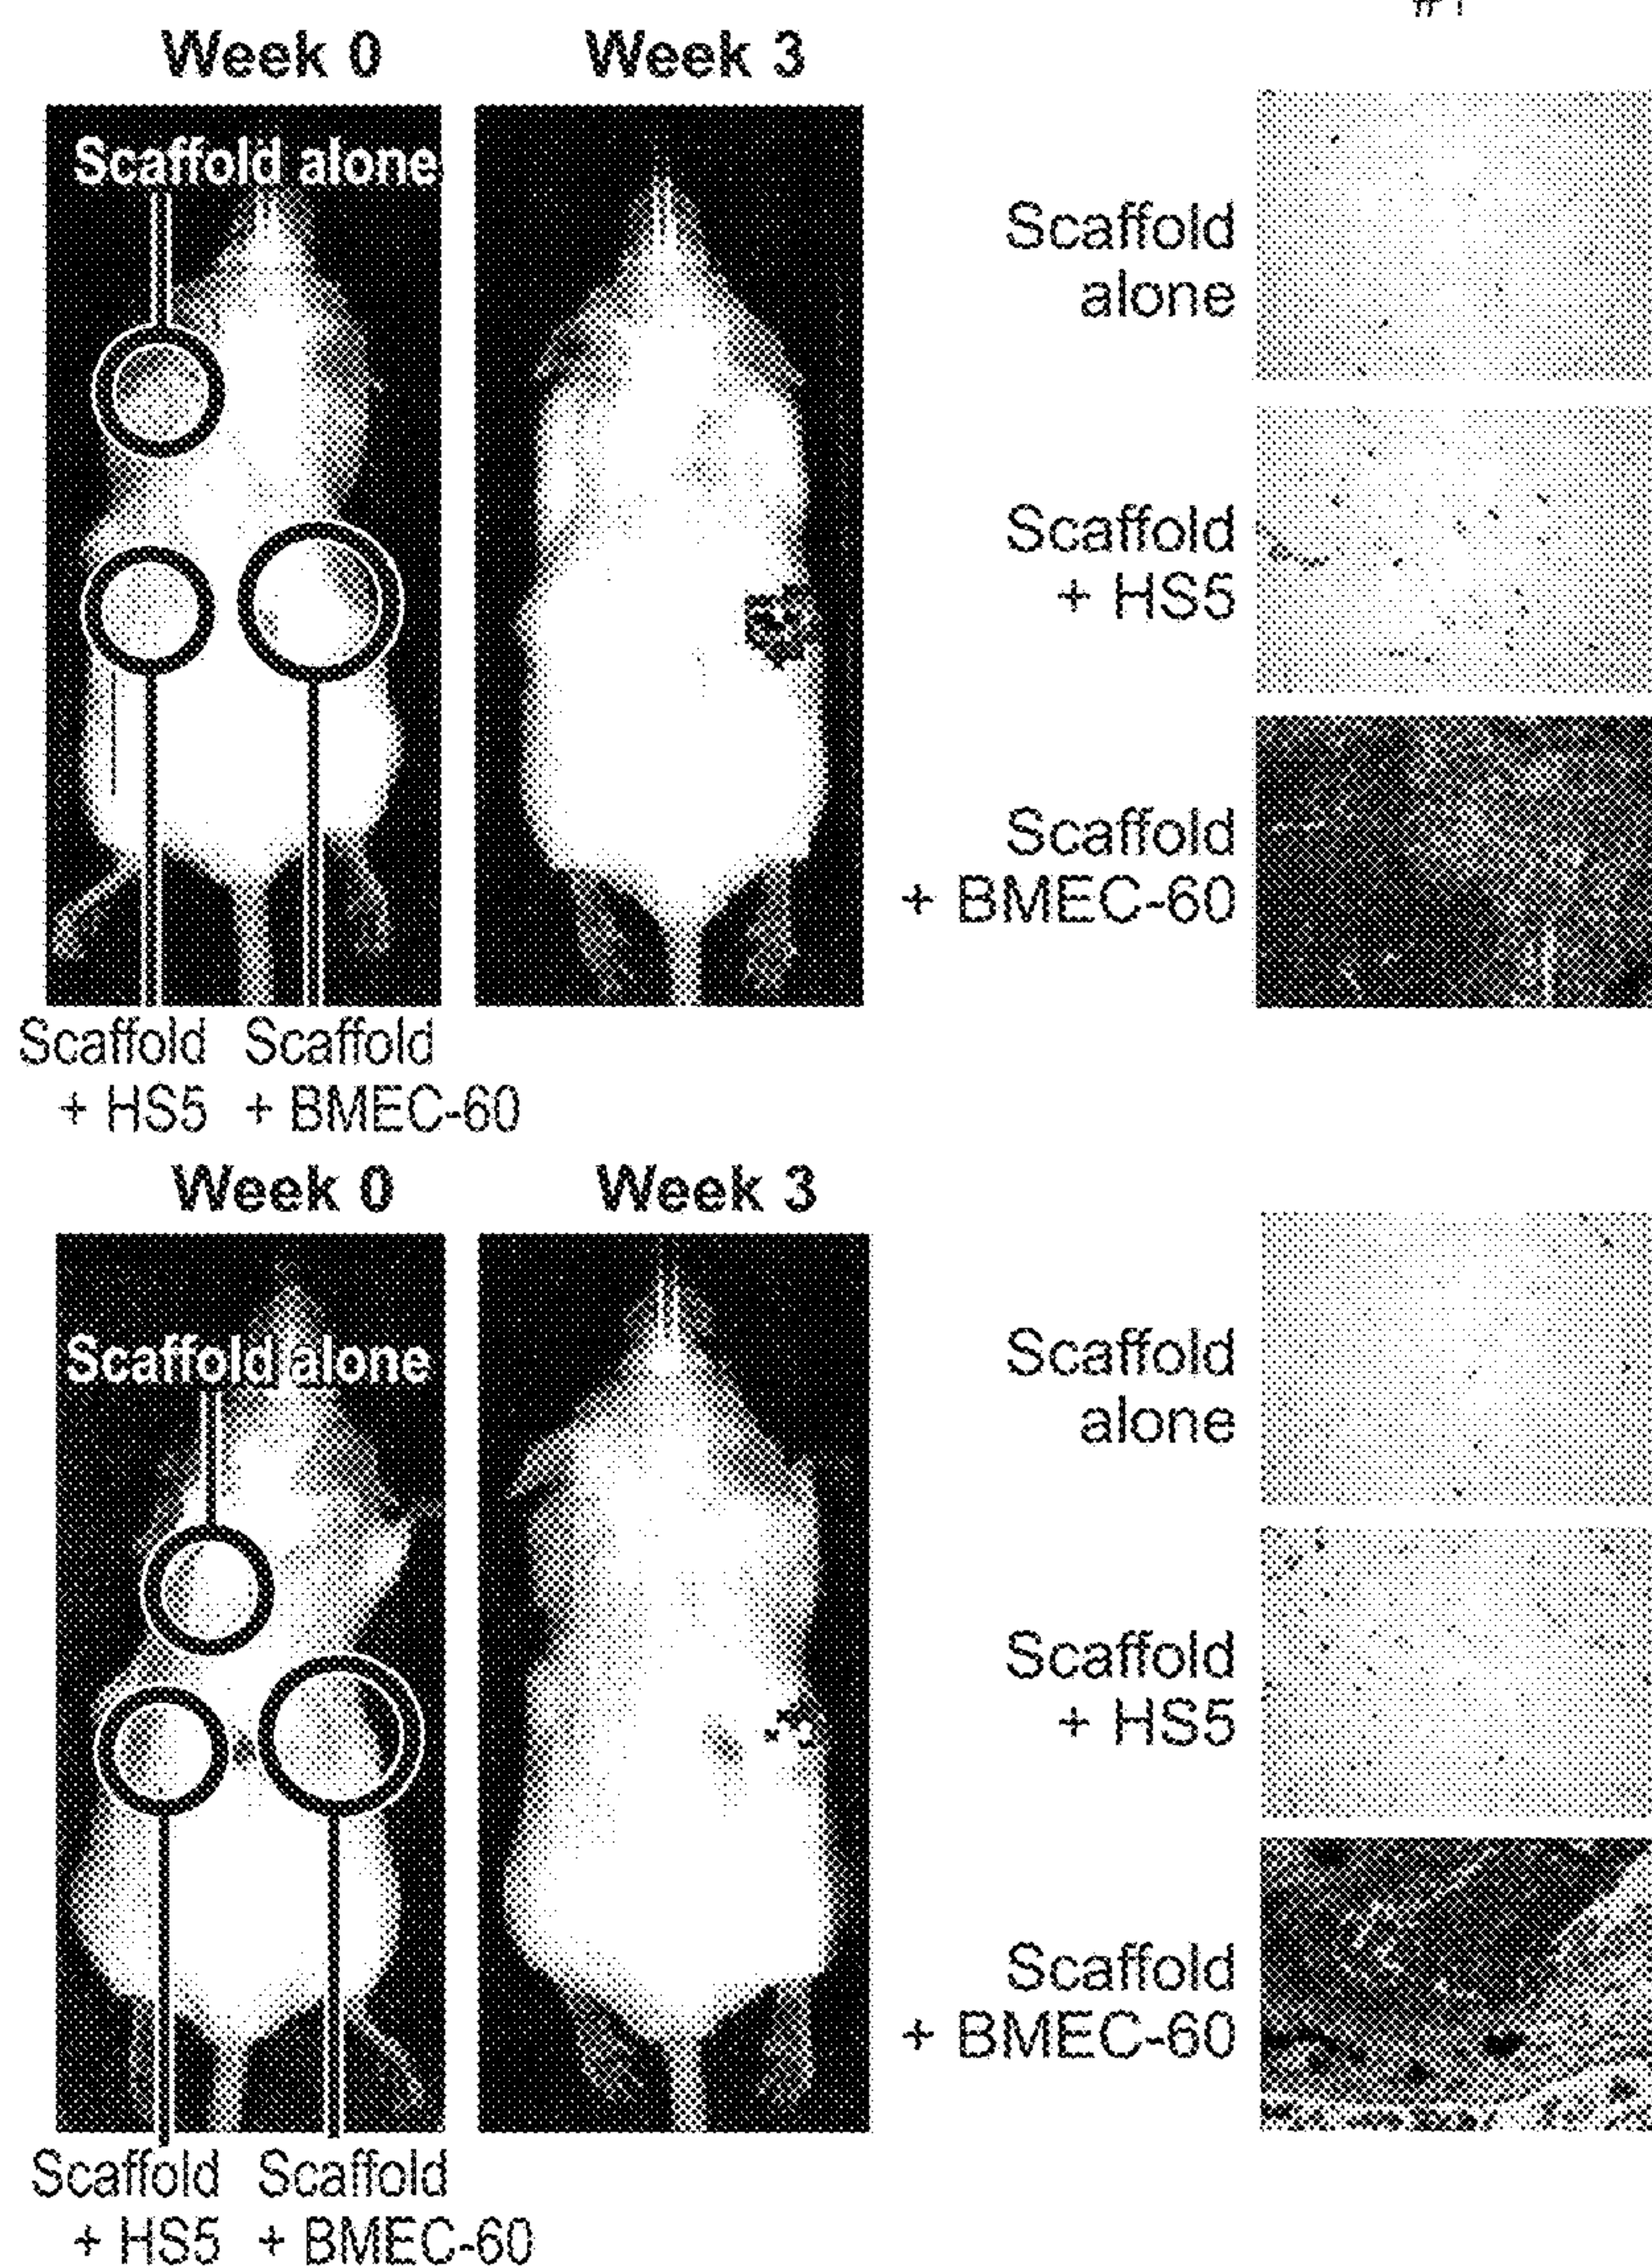 #1
Week 0 Week 3
Scaffold alone
Scaffold
alone
Scaffold
+ HS5
Scaffold
+ BMEC-60
Scaffold Scaffold
+ HS5 + BMEC-60
Week 0 Week 3
Scaffold alone
Scaffold
alone
Scaffold
+ HS5
Scaffold
+ BMEC-60
Scaffold Scaffold
+ HS5 + BMEC-60